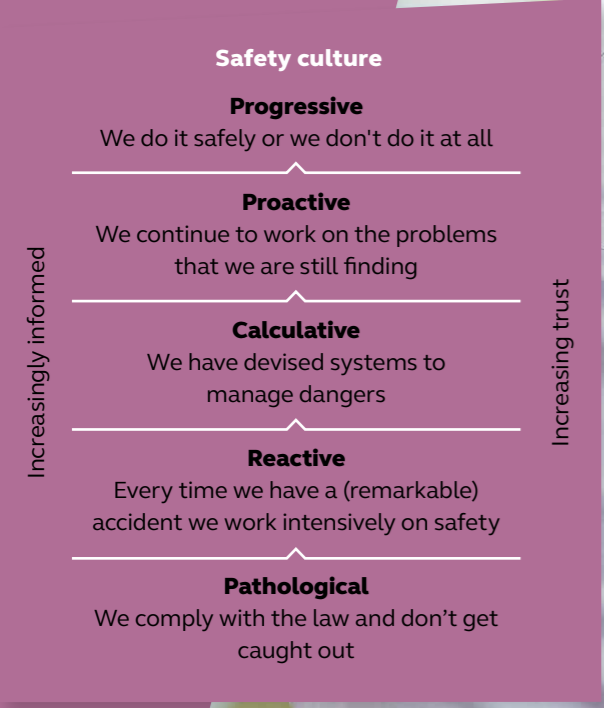 Safety culture
Progressive
We do it safely or we don't do it at all
Proactive
We continue to work on the problems
that we are still finding
Calculative
We have devised systems to
manage dangers
Reactive
Every time we have a (remarkable)
accident we work intensively on safety
Pathological
We comply with the law and don’t get
caught out
Increasingly informed
Increasing trust